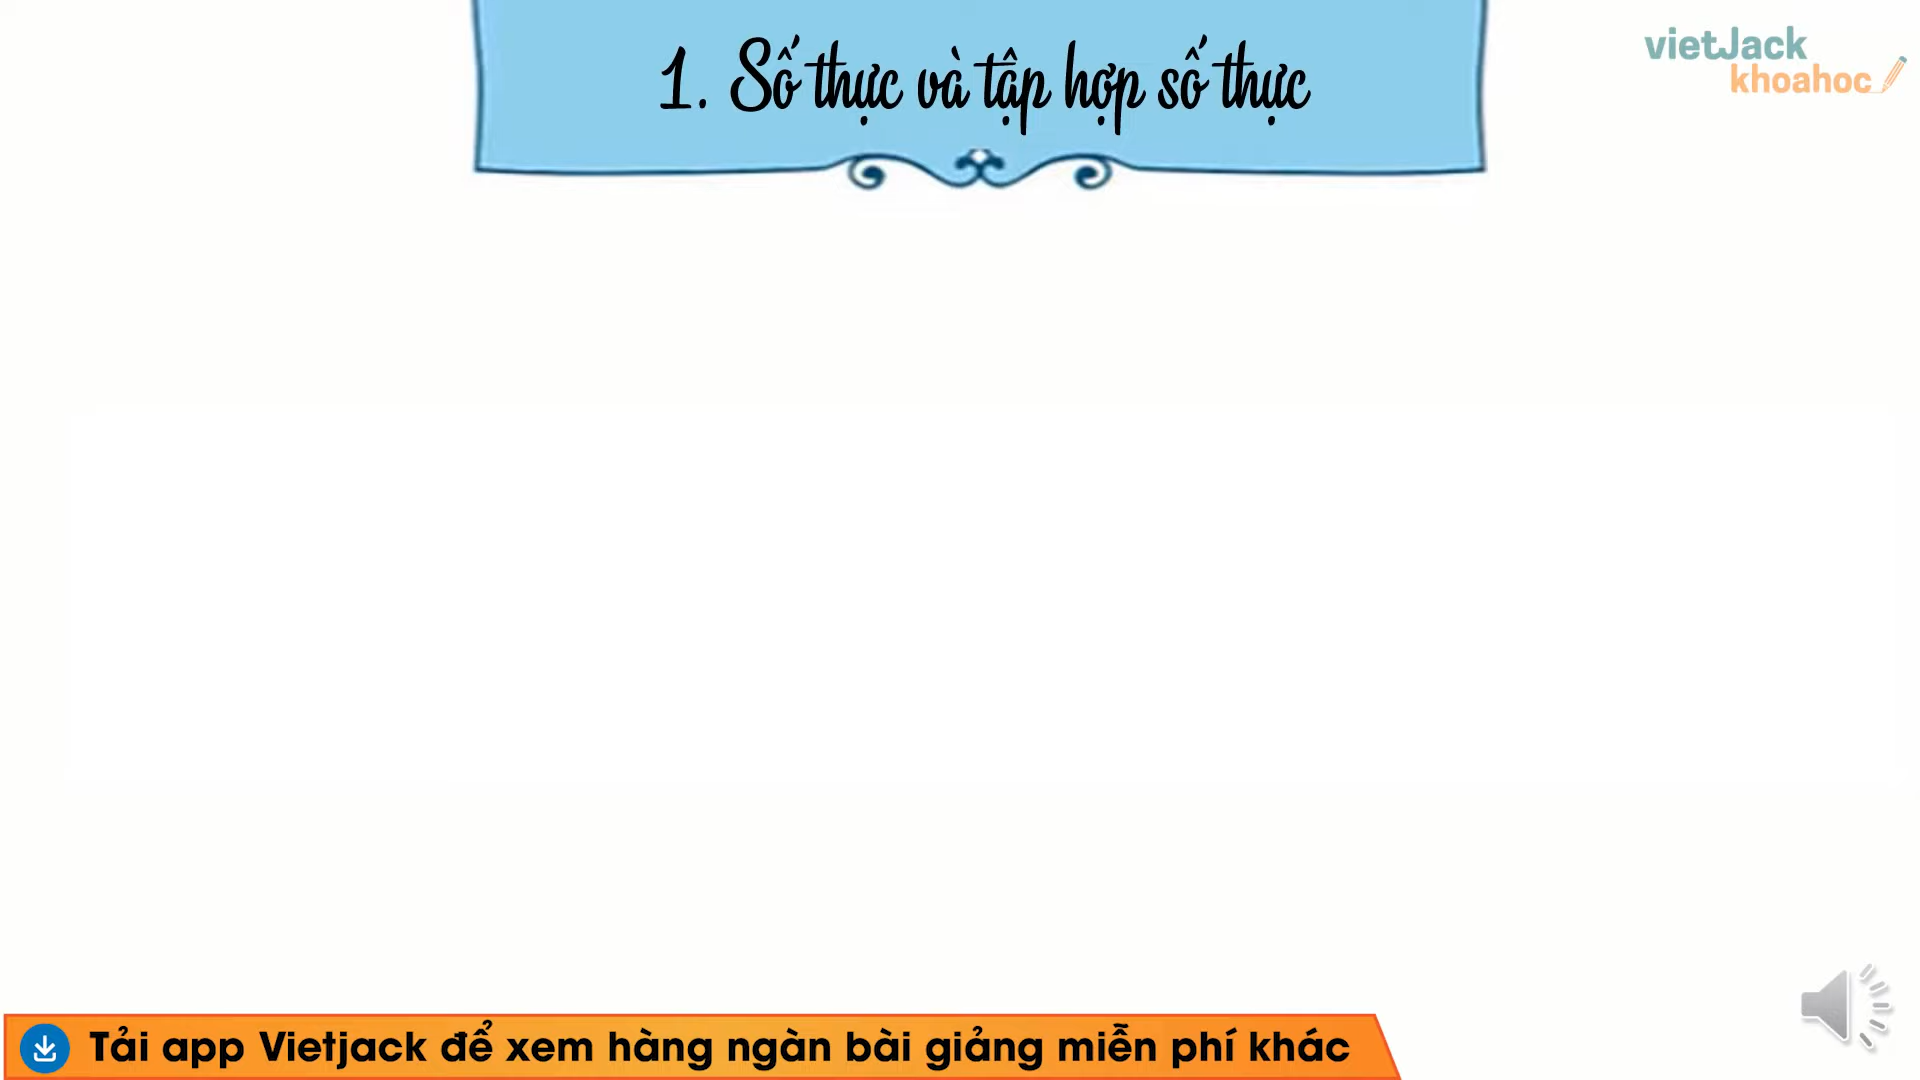 1. Số thực và tập hợp số thực
vietJack
khoahoc
Tải app Vietjack để xem hàng ngàn bài giảng miễn phí khác